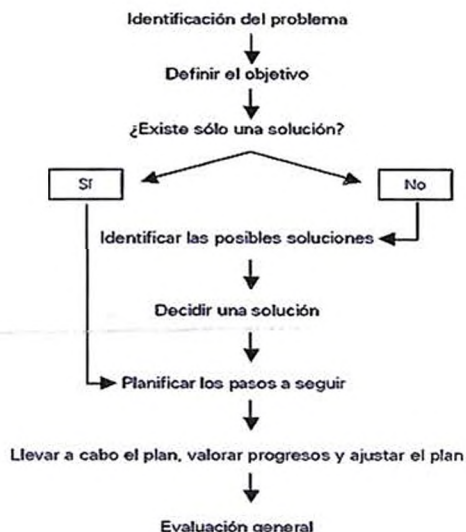 Identificación del problema
Definir el objetivo
¿Existe sólo una solución?
Sí
No
Identificar las posibles soluciones
Decidir una solución
Planificar los pasos a seguir
Llevar a cabo el plan, valorar progresos y ajustar el plan
Evaluación general